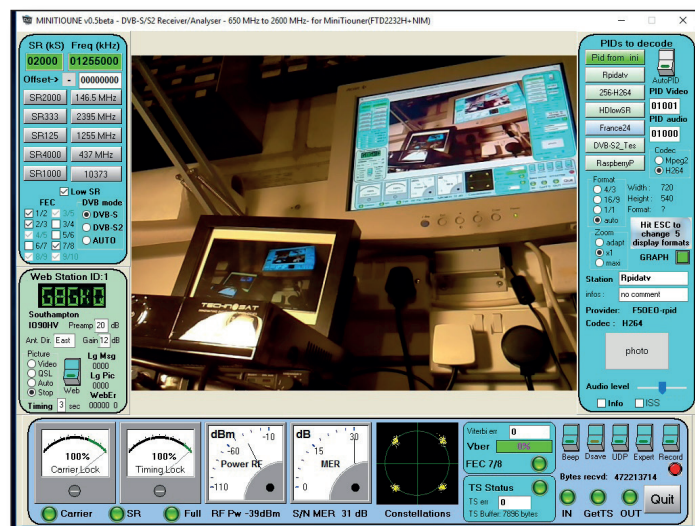 MINITIOUNE v0.5beta - DVB-S/S2 Receiver/Analyser - 650 MHz to 2600 MHz- for MiniTiouner(FTD2232H+NIM)
SR (kS) Freq (kHz)
02000 01255000
Offset-> - 00000000
SR2000 146.5 MHz
SR333 2395 MHz
SR125 1255 MHz
SR4000 437 MHz
SR1000 10373
Low SR
FEC DVB mode
1/2 3/5 DVB-S
2/3 3/4 DVB-S2
4/5 5/6 AUTO
6/7 7/8
8/9 9/10
Web Station ID:1
G8GKQ
Southampton
IO90HV Preamp 20 dB
Ant. Dir. East Gain 12 dB
Picture Lg Msg
Video 0000
QSL Lg Pic
Auto 0000
Stop Web WebEr
Timing 3 sec 00000 0
TECHNOSAT
PIDs to decode
Pid from .ini
Rpidatv AutoPID
256-H264 PID Video
HDlowSR 01001
France24 PID audio
01000
DVB-S2_Tes Codec
RaspberryP Mpeg2
H264
Format
4/3 Width : 720
16/9 Height : 540
1/1 Format: ?
auto
Zoom Hit ESC to
adapt change 5
x1 display formats
maxi GRAPH
Station Rpidatv
infos : no comment
Provider: F5OEO-rpid
Codec : H264
photo
Audio level
Info ISS
100% Carrier Lock
100% Timing Lock
dBm -10 -60 -110 Power RF
dB 30 15 0 MER
Constellations
Viterbi err 0
Vber 0%
FEC 7/8
TS Status
TS err 0
TS Buffer: 7896 bytes
Beep Dsave UDP Expert Record
Bytes recvd: 472213714
IN GetTS OUT Quit
Carrier SR Full RF Pw -39dBm S/N MER 31 dB